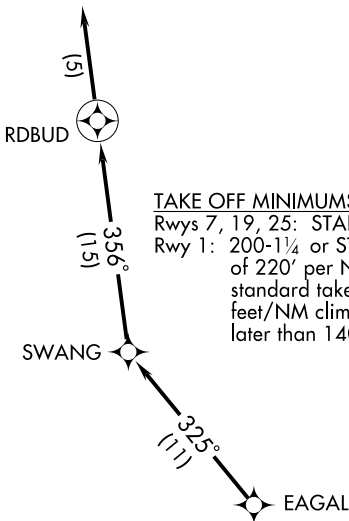 (5)
RDBUD
TAKE OFF MINIMUMS
Rwys 7, 19, 25: STA
Rwy 1: 200-1¼ or ST
of 220' per N
standard take
feet/NM clim
later than 14
356°
(15)
SWANG
325°
(11)
EAGAL